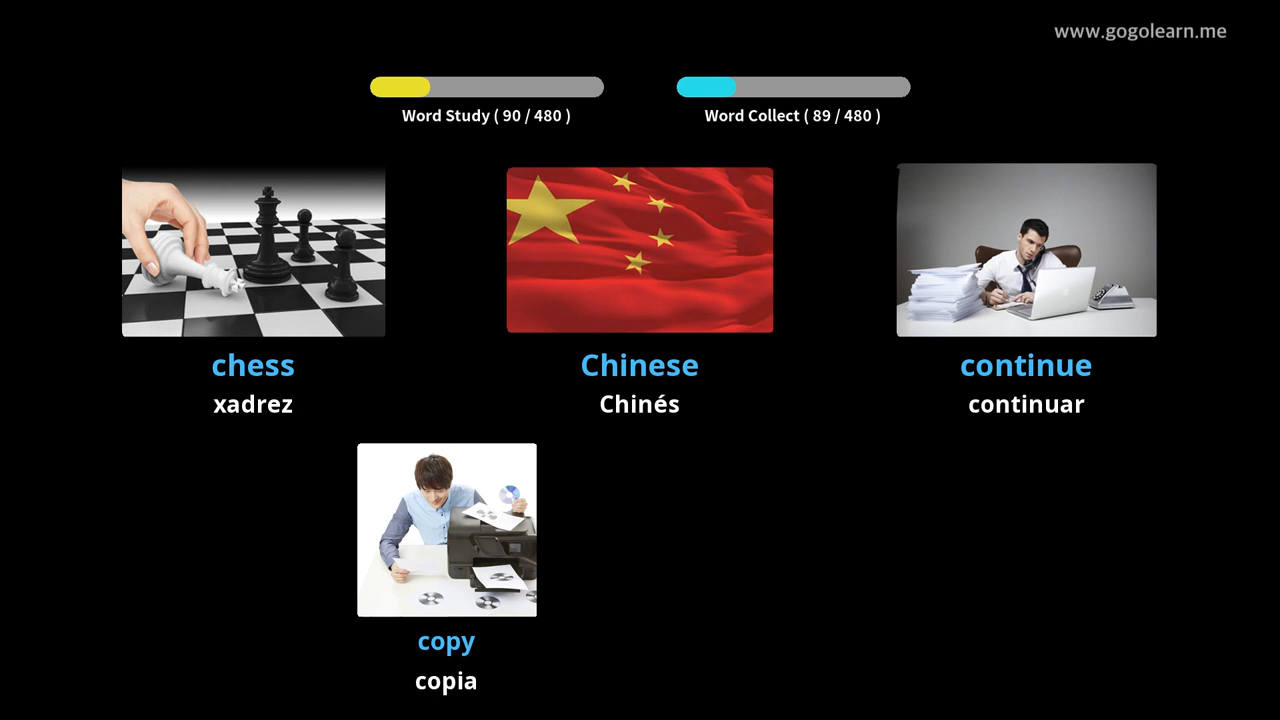 www.gogolearn.me
Word Study ( 90 / 480 )
Word Collect ( 89 / 480 )
chess
Chinese
continue
xadrez
Chinés
continuar
copy
copia